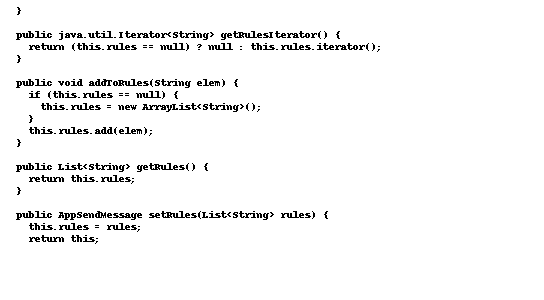 }
public java.util.Iterator<String> getRulesIterator() {
return (this.rules == null) ? null : this.rules.iterator();
}
public void addToRules(String elem) {
if (this.rules == null) {
this.rules = new ArrayList<String>();
}
this.rules.add(elem);
}
public List<String> getRules() {
return this.rules;
}
public AppSendMessage setRules(List<String> rules) {
this.rules = rules;
return this;